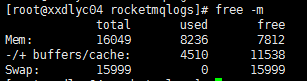 [root@xxdlyc04 rocketmqlogs]# free -m
total used free
Mem: 16049 8236 7812
-/+ buffers/cache: 4510 11538
Swap: 15999 0 15999